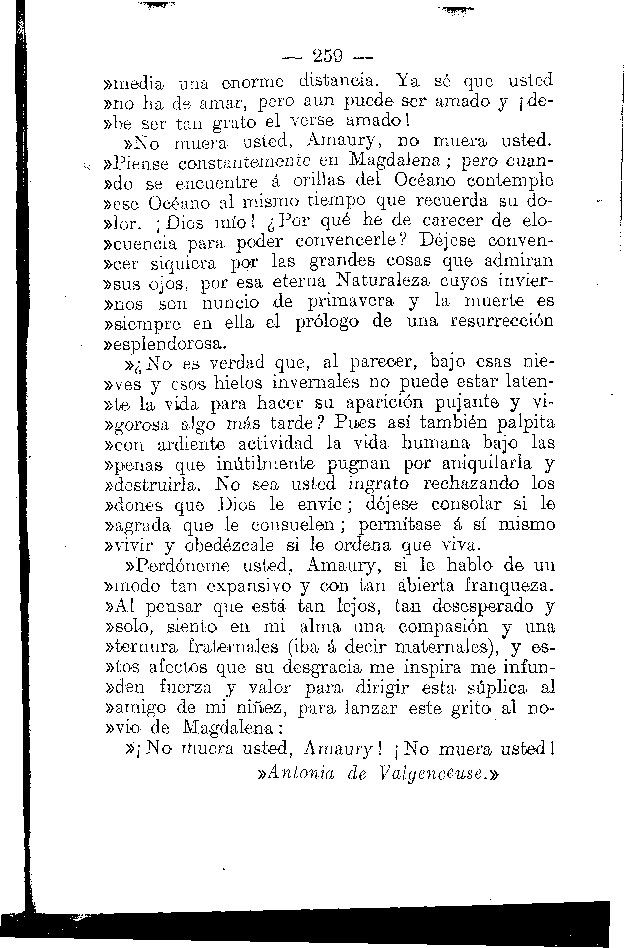 — 259 —
»media una enorme distancia. Ya sé que usted
»no ha de amar, pero aun puede ser amado y ¡de-
»be ser tan grato el verse amado!
»No muera usted, Amaury, no muera usted.
»Piense constantemente en Magdalena; pero cuan-
»do se encuentre á orillas del Océano contemple
»ese Océano al mismo tiempo que recuerda su do-
»lor. ¡Dios mío! ¿Por qué he de carecer de elo-
»cuencia para poder convencerle? Déjese conven-
»cer siquiera por las grandes cosas que admiran
»sus ojos, por esa eterna Naturaleza cuyos invier-
»nos son nuncio de primavera y la muerte es
»siempre en ella el prólogo de una resurrección
»esplendorosa.
»¿No es verdad que, al parecer, bajo esas nie-
»ves y esos hielos invernales no puede estar laten-
»te la vida para hacer su aparición pujante y vi-
»gorosa algo más tarde? Pues así también palpita
»con ardiente actividad la vida humana bajo las
»penas que inútilmente pugnan por aniquilarla y
»destruirla. No sea usted ingrato rechazando los
»dones que Dios le envíe; déjese consolar si le
»agrada que le consuelen; permítase á sí mismo
»vivir y obedézcale si le ordena que viva.
»Perdóneme usted, Amaury, si le hablo de un
»modo tan expansivo y con tan abierta franqueza.
»Al pensar que está tan lejos, tan desesperado y
»solo, siento en mi alma una compasión y una
»ternura fraternales (iba á decir maternales), y es-
»tos afectos que su desgracia me inspira me infun-
»den fuerza y valor para dirigir esta súplica al
»amigo de mi niñez, para lanzar este grito al no-
»vio de Magdalena:
»¡No muera usted, Amaury! ¡No muera usted!
»Antonia de Valgenceuse.»